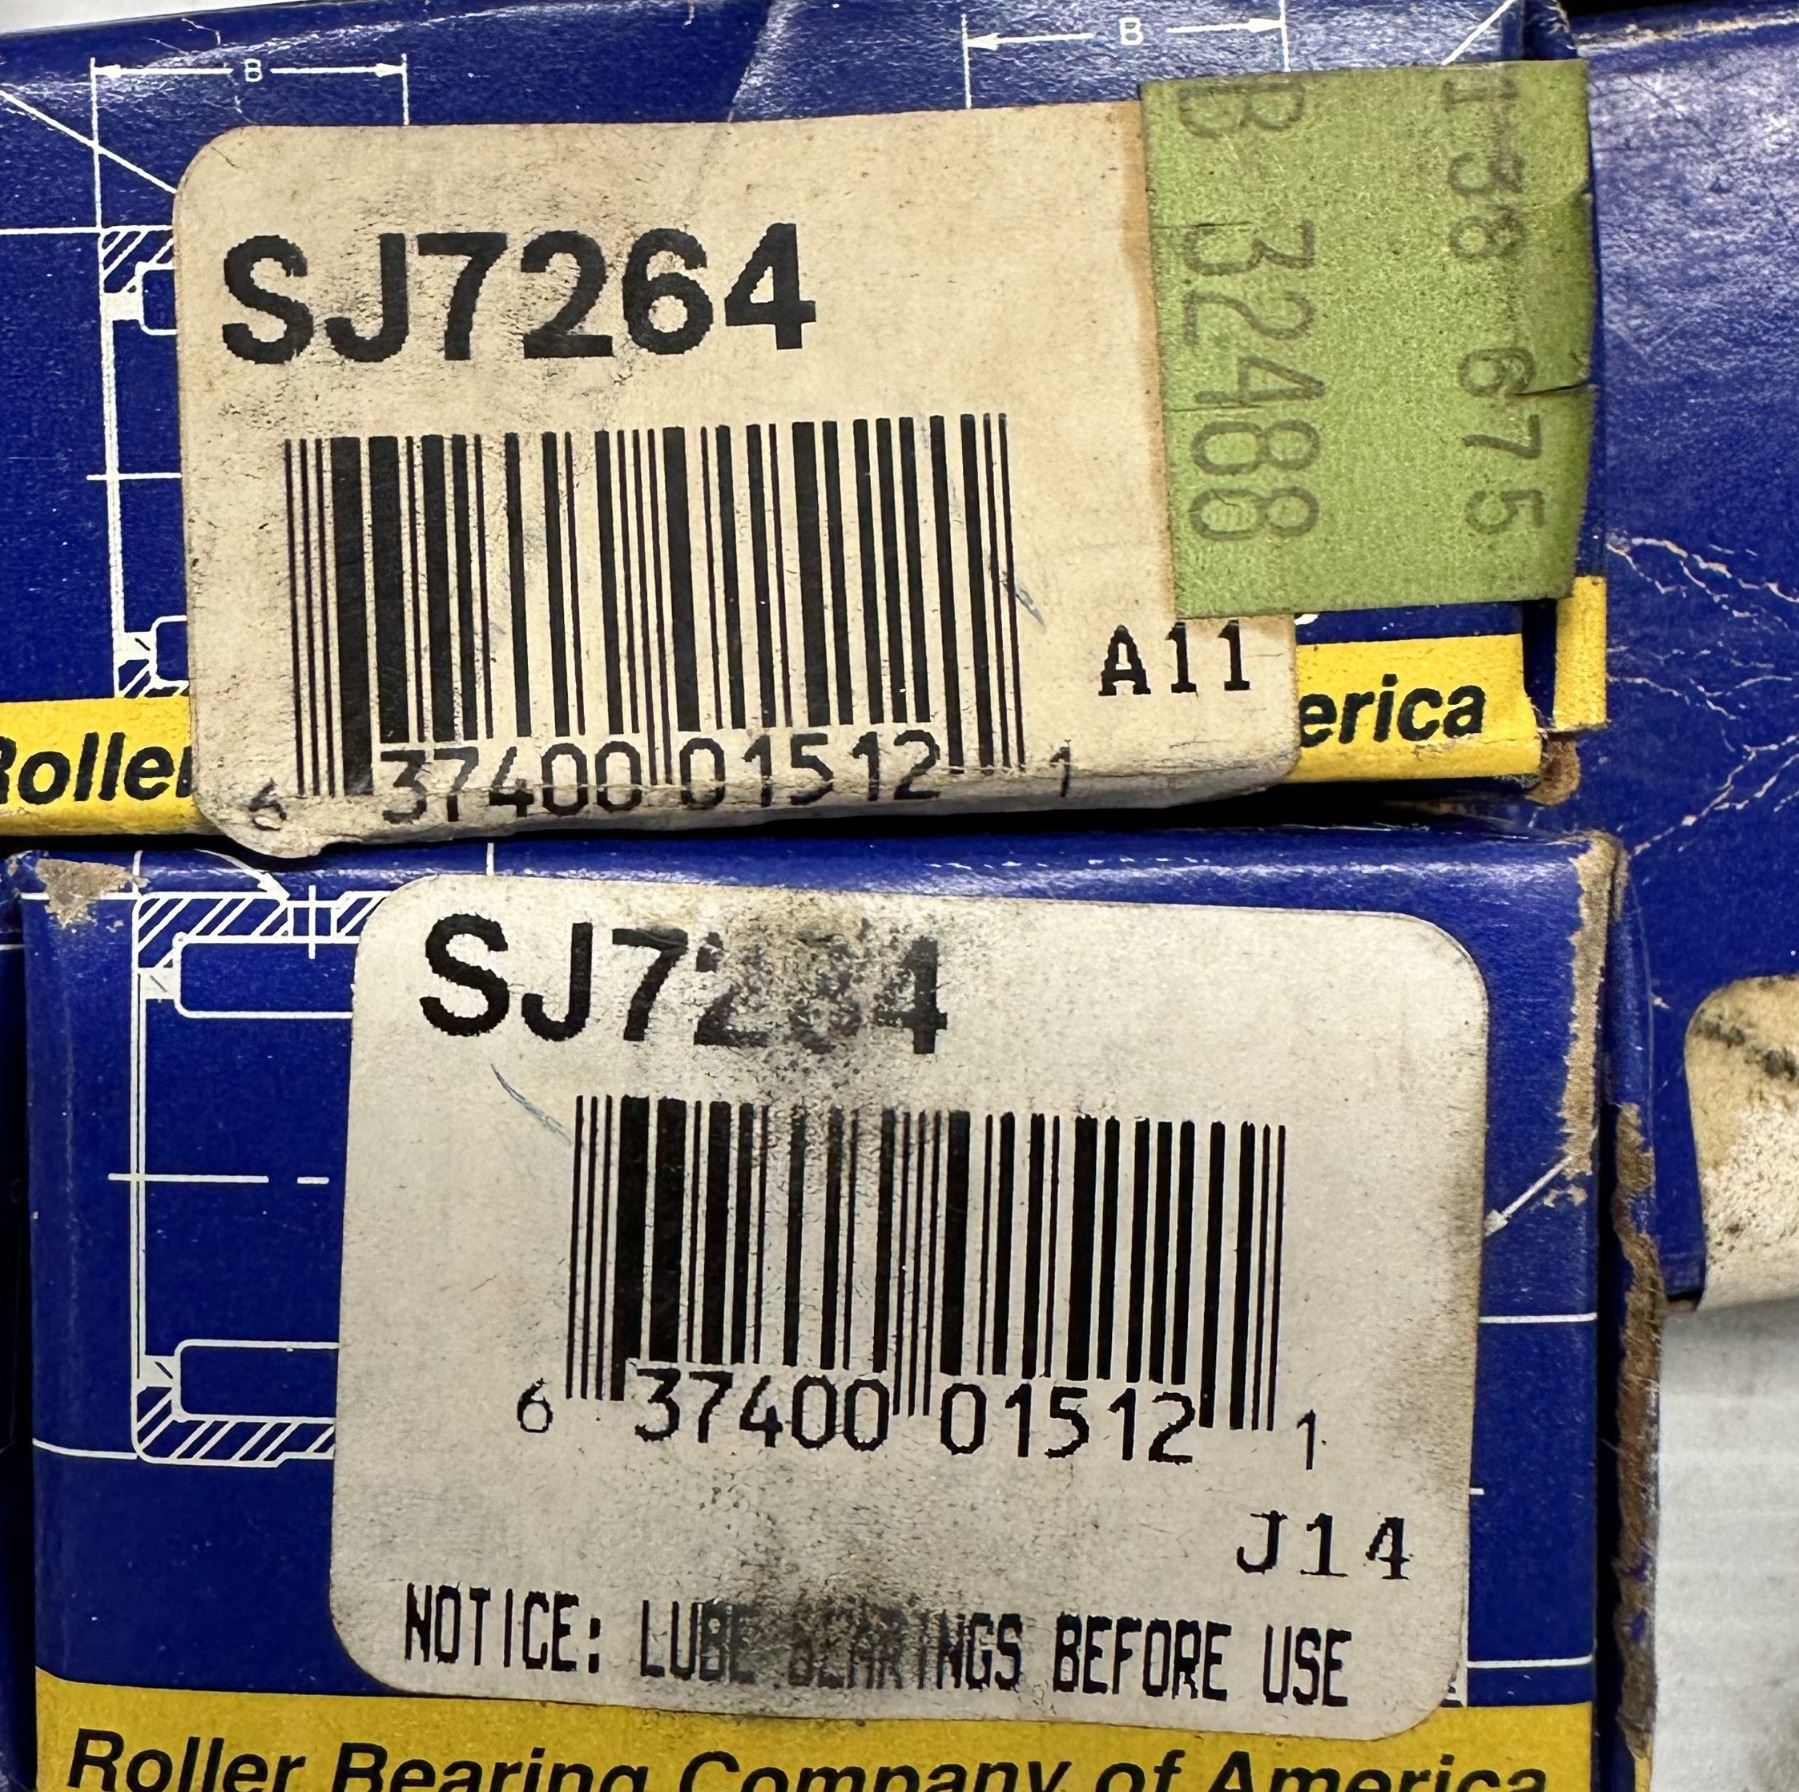 B
B
SJ7264
B 32488
1-38 675
A11
6 37400 01512 1
Roller
erica
SJ7264
6 37400 01512 1
J14
NOTICE: LUBE BEARINGS BEFORE USE
Roller Bearing Company of America